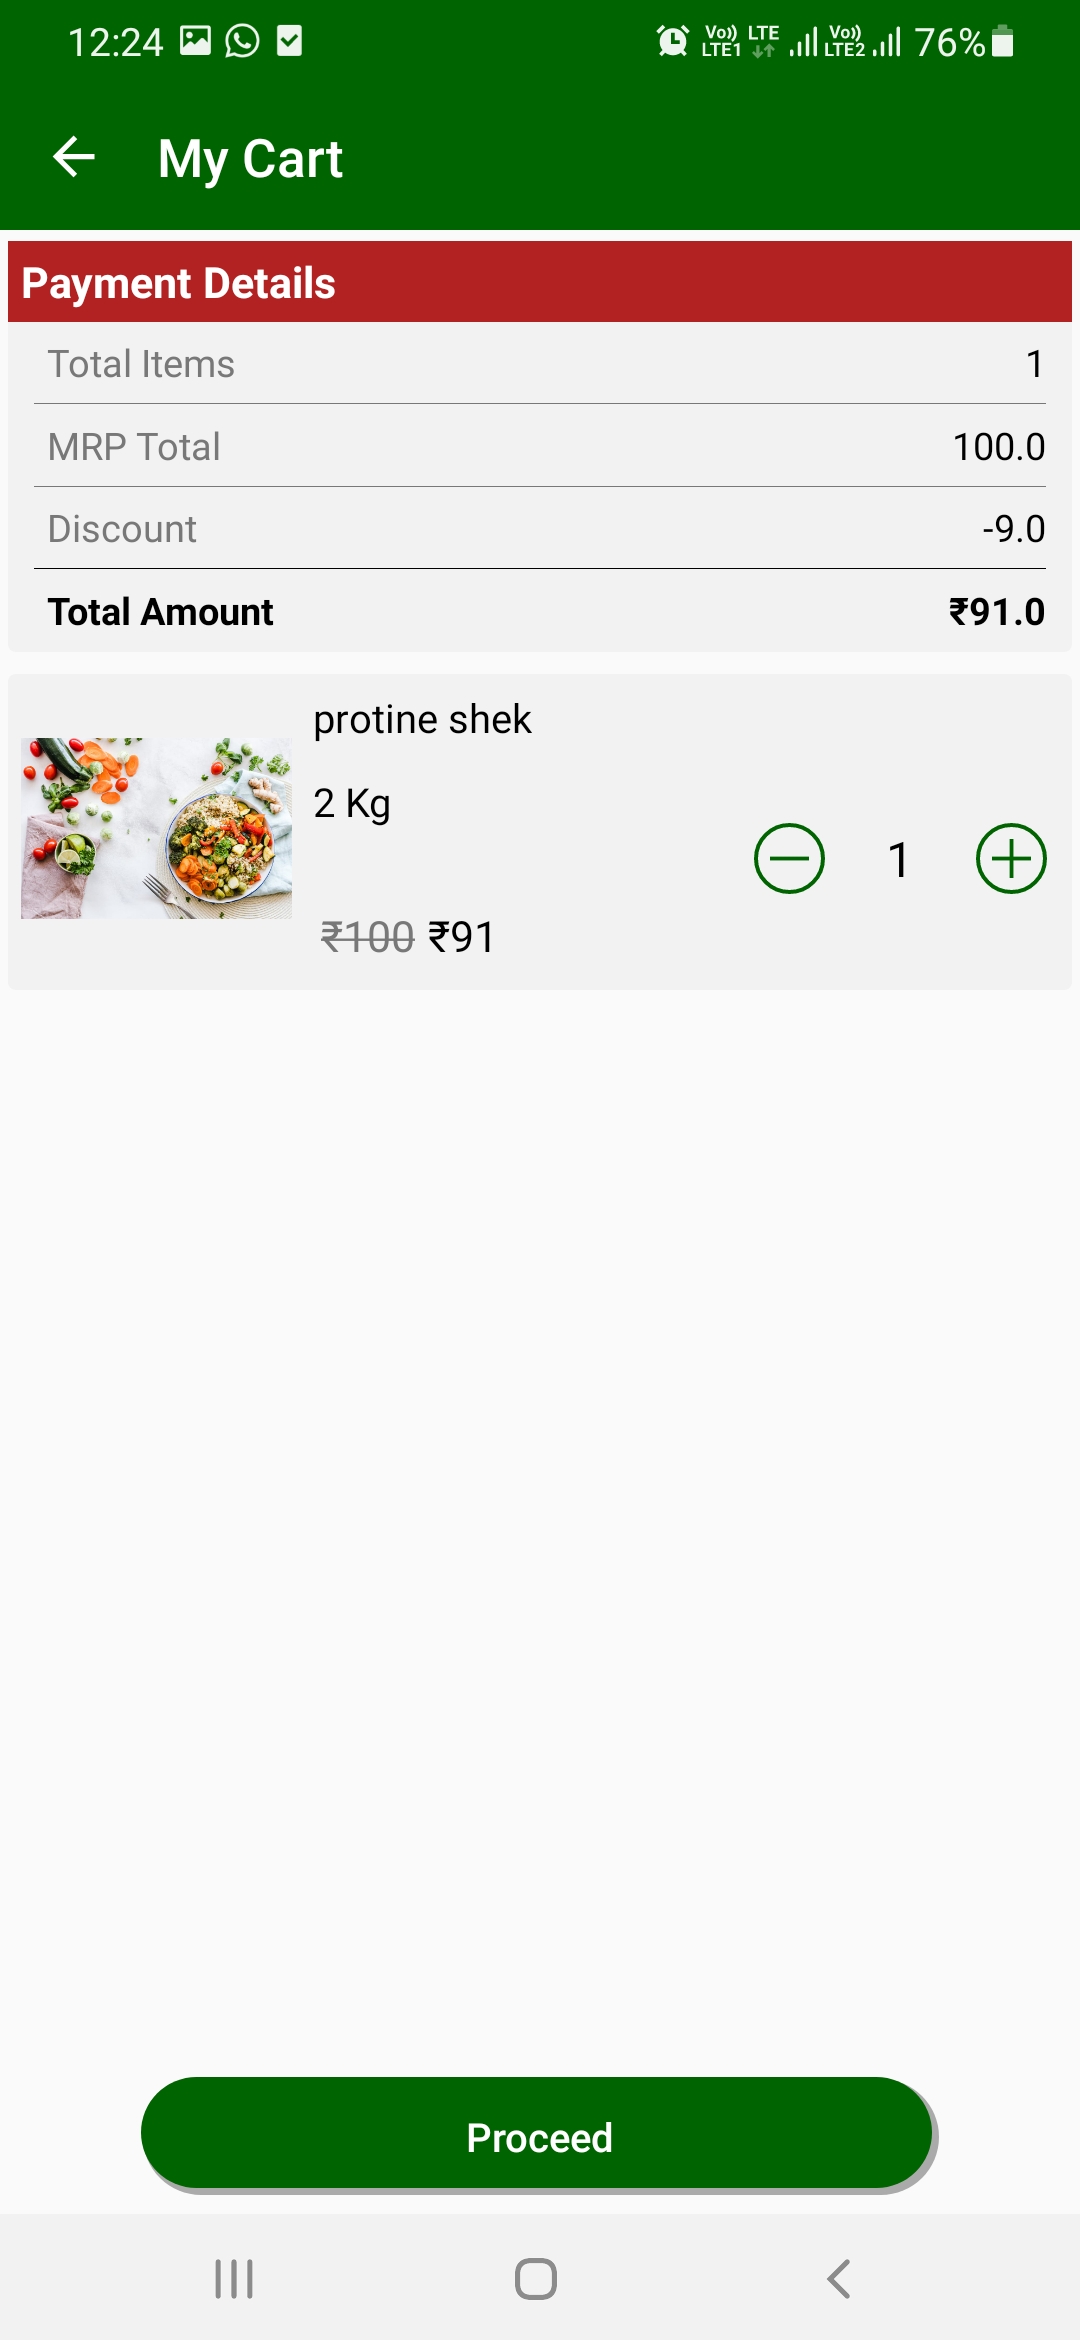 12:24 Vo)) LTE1 LTE Vo)) LTE2 76%
My Cart
Payment Details
Total Items 1
MRP Total 100.0
Discount -9.0
Total Amount ₹91.0
protine shek
2 Kg
1
₹100 ₹91
Proceed